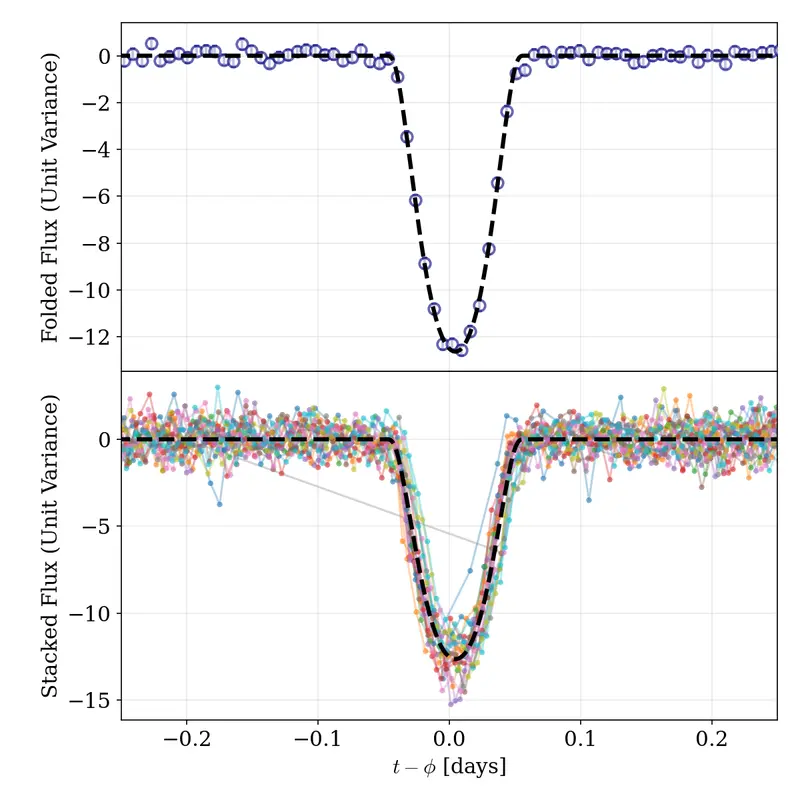 Folded Flux (Unit Variance)
0
−2
−4
−6
−8
−10
−12
Stacked Flux (Unit Variance)
0
−5
−10
−15
−0.2 −0.1 0.0 0.1 0.2
t − ϕ [days]